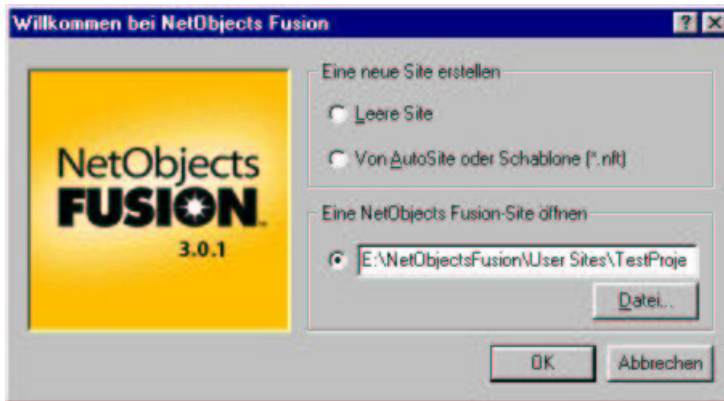 Willkommen bei NetObjects Fusion
NetObjects
FUSION™
3.0.1
Eine neue Site erstellen
Leere Site
Von AutoSite oder Schablone (*.nft)
Eine NetObjects Fusion-Site öffnen
E:\NetObjectsFusion\User Sites\TestProje
Datei...
OK
Abbrechen